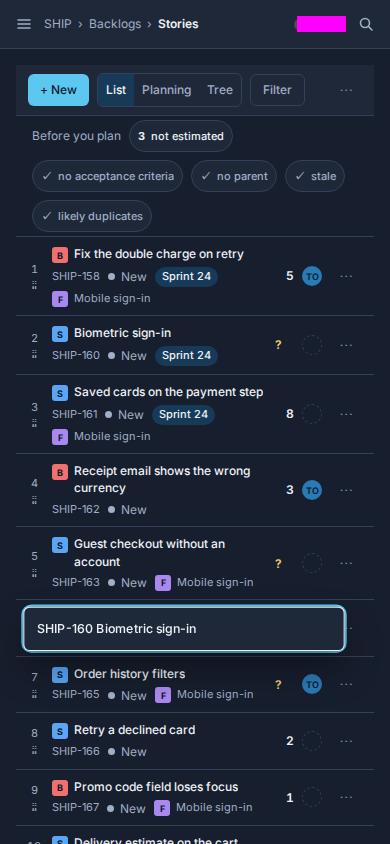 SHIP › Backlogs › Stories
+ New List Planning Tree Filter ...
Before you plan 3 not estimated
✓ no acceptance criteria ✓ no parent ✓ stale
✓ likely duplicates
1 B Fix the double charge on retry
SHIP-158 New Sprint 24 5 TO ...
F Mobile sign-in
2 S Biometric sign-in
SHIP-160 New Sprint 24 ? ...
3 S Saved cards on the payment step
SHIP-161 New Sprint 24 8 ...
F Mobile sign-in
4 B Receipt email shows the wrong
currency 3 TO ...
SHIP-162 New
5 S Guest checkout without an
account ? ...
SHIP-163 New F Mobile sign-in
SHIP-160 Biometric sign-in
7 S Order history filters
SHIP-165 New F Mobile sign-in ? TO ...
8 S Retry a declined card
SHIP-166 New 2 ...
9 B Promo code field loses focus
SHIP-167 New F Mobile sign-in 1 ...
S Delivery estimate on the cart